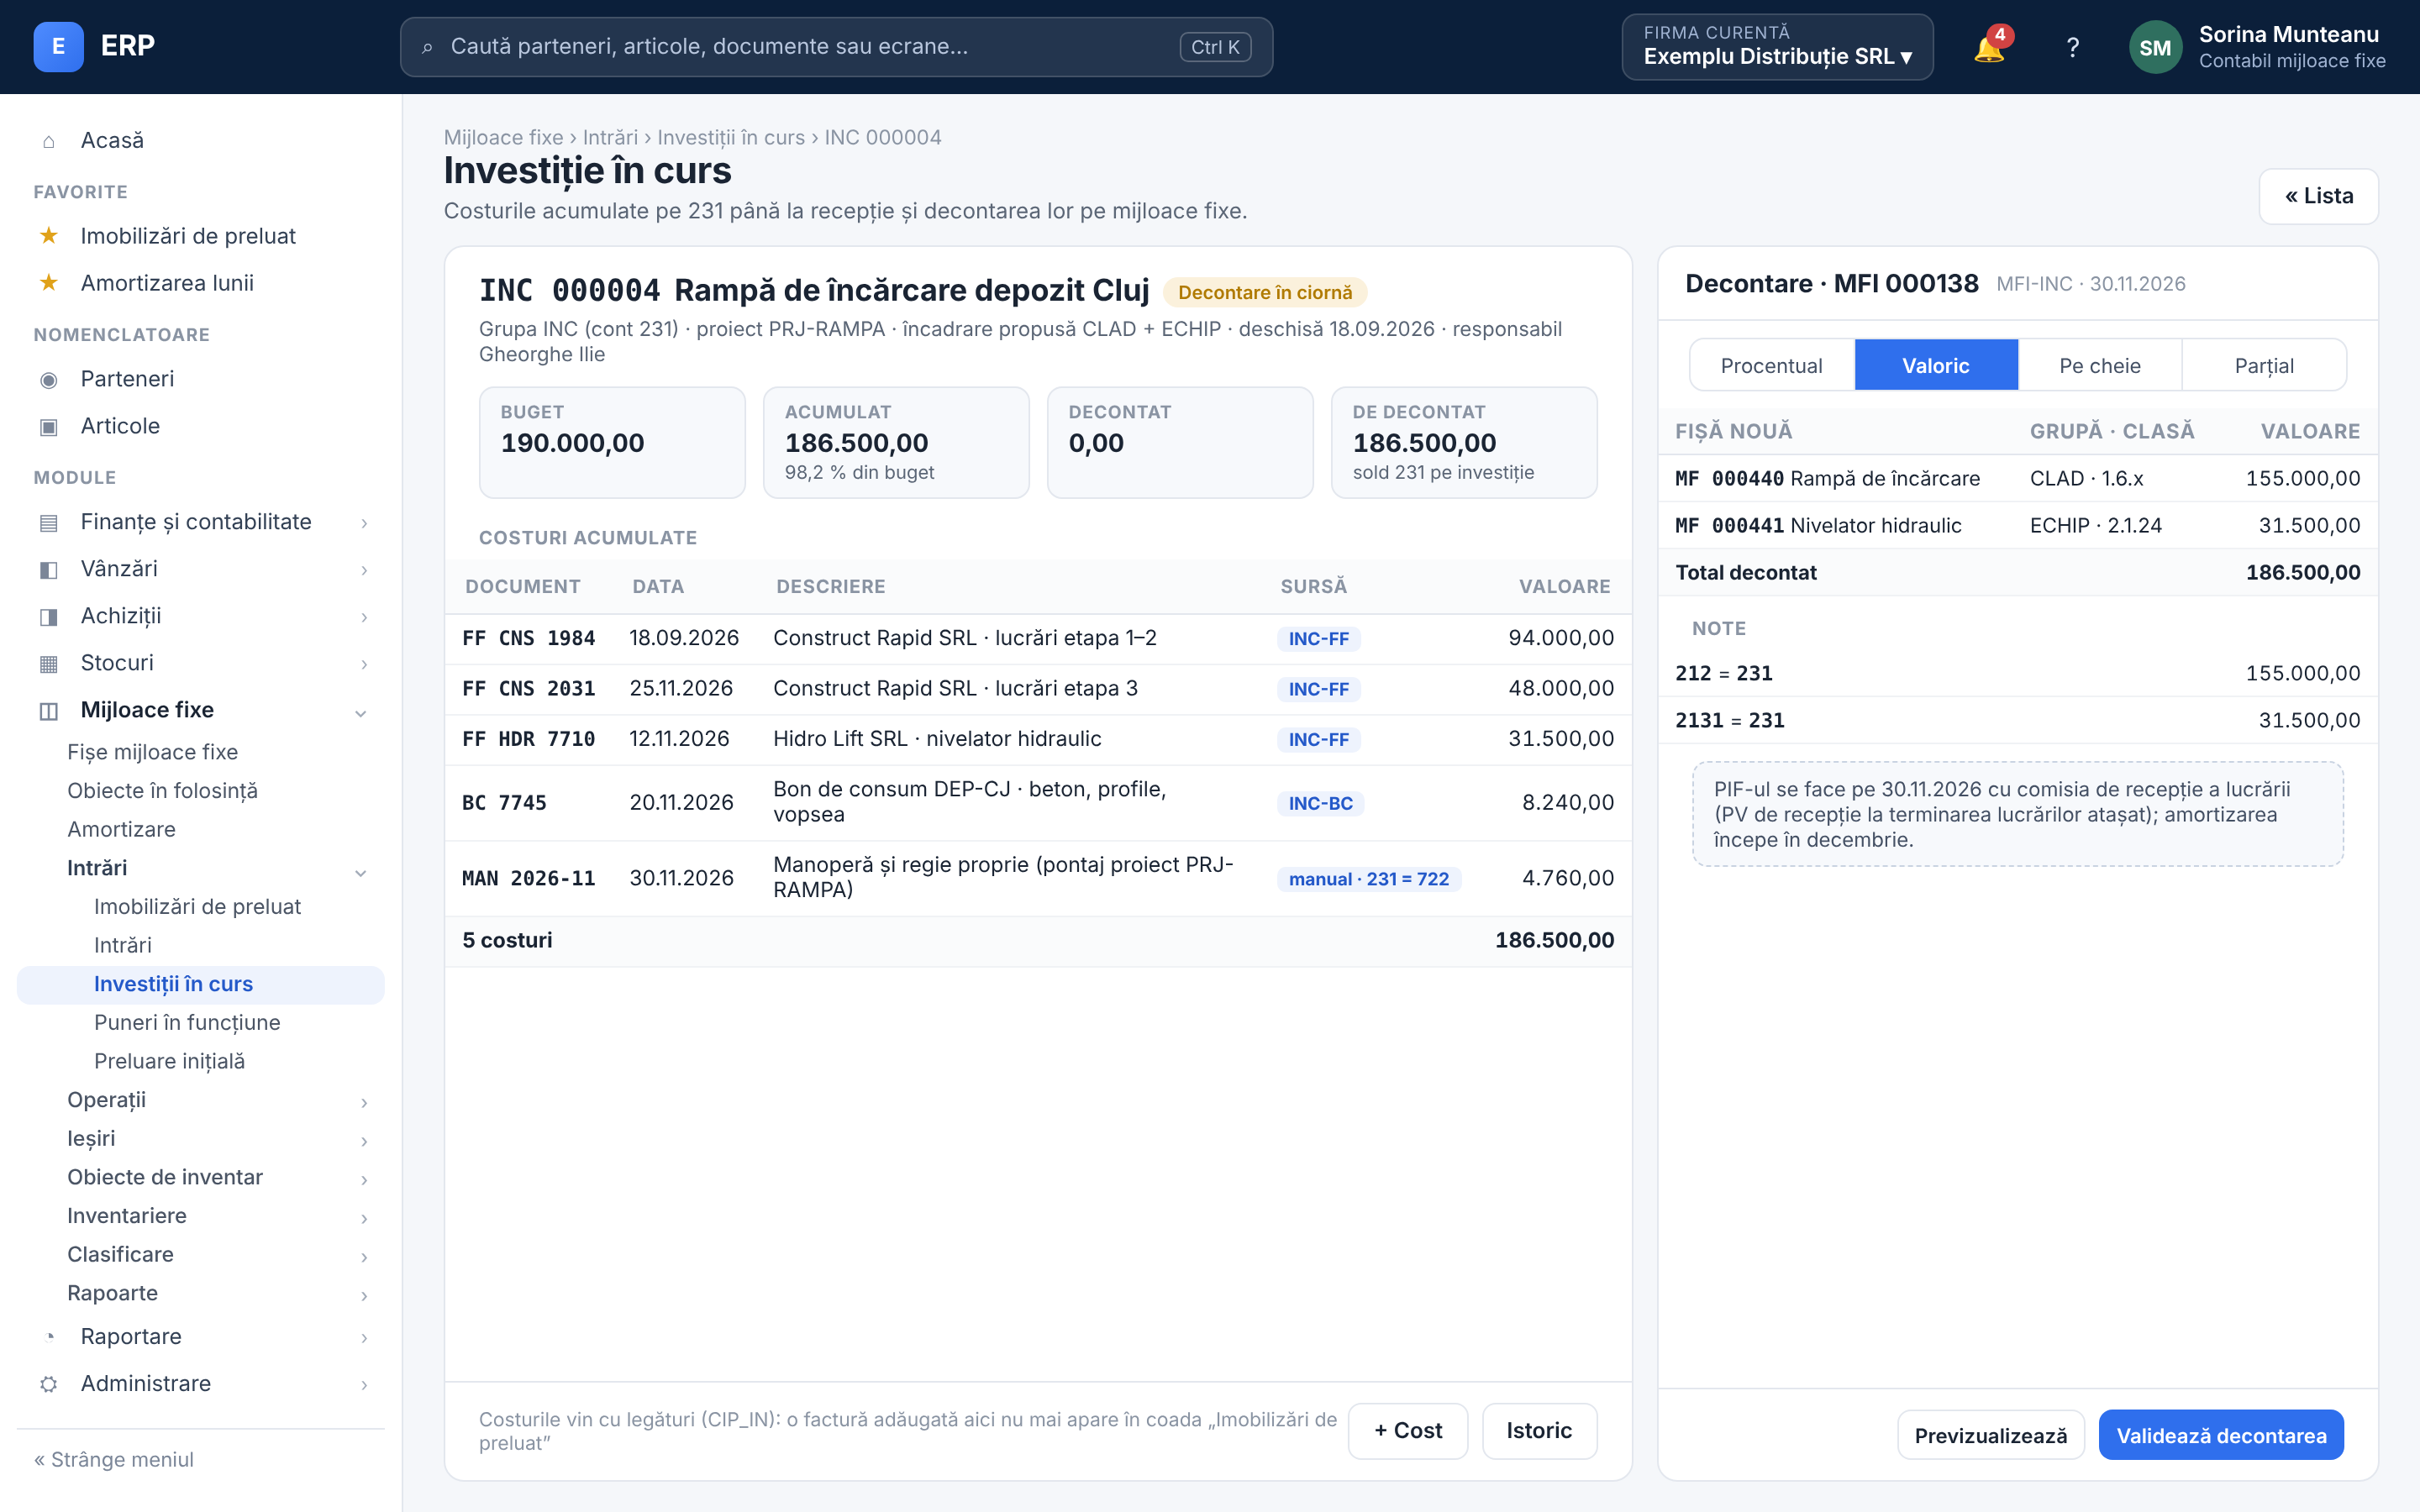 E ERP
Caută parteneri, articole, documente sau ecrane... Ctrl K
FIRMA CURENTĂ
Exemplu Distribuție SRL ▾
4
?
SM
Sorina Munteanu
Contabil mijloace fixe
Acasă
FAVORITE
★ Imobilizări de preluat
★ Amortizarea lunii
NOMENCLATOARE
Parteneri
Articole
MODULE
Finanțe și contabilitate ›
Vânzări ›
Achiziții ›
Stocuri ›
Mijloace fixe
Fișe mijloace fixe
Obiecte în folosință
Amortizare
Intrări
Imobilizări de preluat
Intrări
Investiții în curs
Puneri în funcțiune
Preluare inițială
Operații ›
Ieșiri ›
Obiecte de inventar ›
Inventariere ›
Clasificare ›
Rapoarte ›
Raportare ›
Administrare ›
« Strânge meniul
Mijloace fixe › Intrări › Investiții în curs › INC 000004
Investiție în curs
Costurile acumulate pe 231 până la recepție și decontarea lor pe mijloace fixe.
« Lista
INC 000004 Rampă de încărcare depozit Cluj Decontare în ciornă
Grupa INC (cont 231) · proiect PRJ-RAMPA · încadrare propusă CLAD + ECHIP · deschisă 18.09.2026 · responsabil
Gheorghe Ilie
BUGET
190.000,00
ACUMULAT
186.500,00
98,2 % din buget
DECONTAT
0,00
DE DECONTAT
186.500,00
sold 231 pe investiție
COSTURI ACUMULATE
DOCUMENT DATA DESCRIERE SURSĂ VALOARE
FF CNS 1984 18.09.2026 Construct Rapid SRL · lucrări etapa 1–2 INC-FF 94.000,00
FF CNS 2031 25.11.2026 Construct Rapid SRL · lucrări etapa 3 INC-FF 48.000,00
FF HDR 7710 12.11.2026 Hidro Lift SRL · nivelator hidraulic INC-FF 31.500,00
BC 7745 20.11.2026 Bon de consum DEP-CJ · beton, profile,
vopsea INC-BC 8.240,00
MAN 2026-11 30.11.2026 Manoperă și regie proprie (pontaj proiect PRJ-
RAMPA) manual · 231 = 722 4.760,00
5 costuri 186.500,00
Costurile vin cu legături (CIP_IN): o factură adăugată aici nu mai apare în coada „Imobilizări de
preluat”
+ Cost
Istoric
Decontare · MFI 000138 MFI-INC · 30.11.2026
Procentual Valoric Pe cheie Parțial
FIȘĂ NOUĂ GRUPĂ · CLASĂ VALOARE
MF 000440 Rampă de încărcare CLAD · 1.6.x 155.000,00
MF 000441 Nivelator hidraulic ECHIP · 2.1.24 31.500,00
Total decontat 186.500,00
NOTE
212 = 231 155.000,00
2131 = 231 31.500,00
PIF-ul se face pe 30.11.2026 cu comisia de recepție a lucrării
(PV de recepție la terminarea lucrărilor atașat); amortizarea
începe în decembrie.
Previzualizează
Validează decontarea